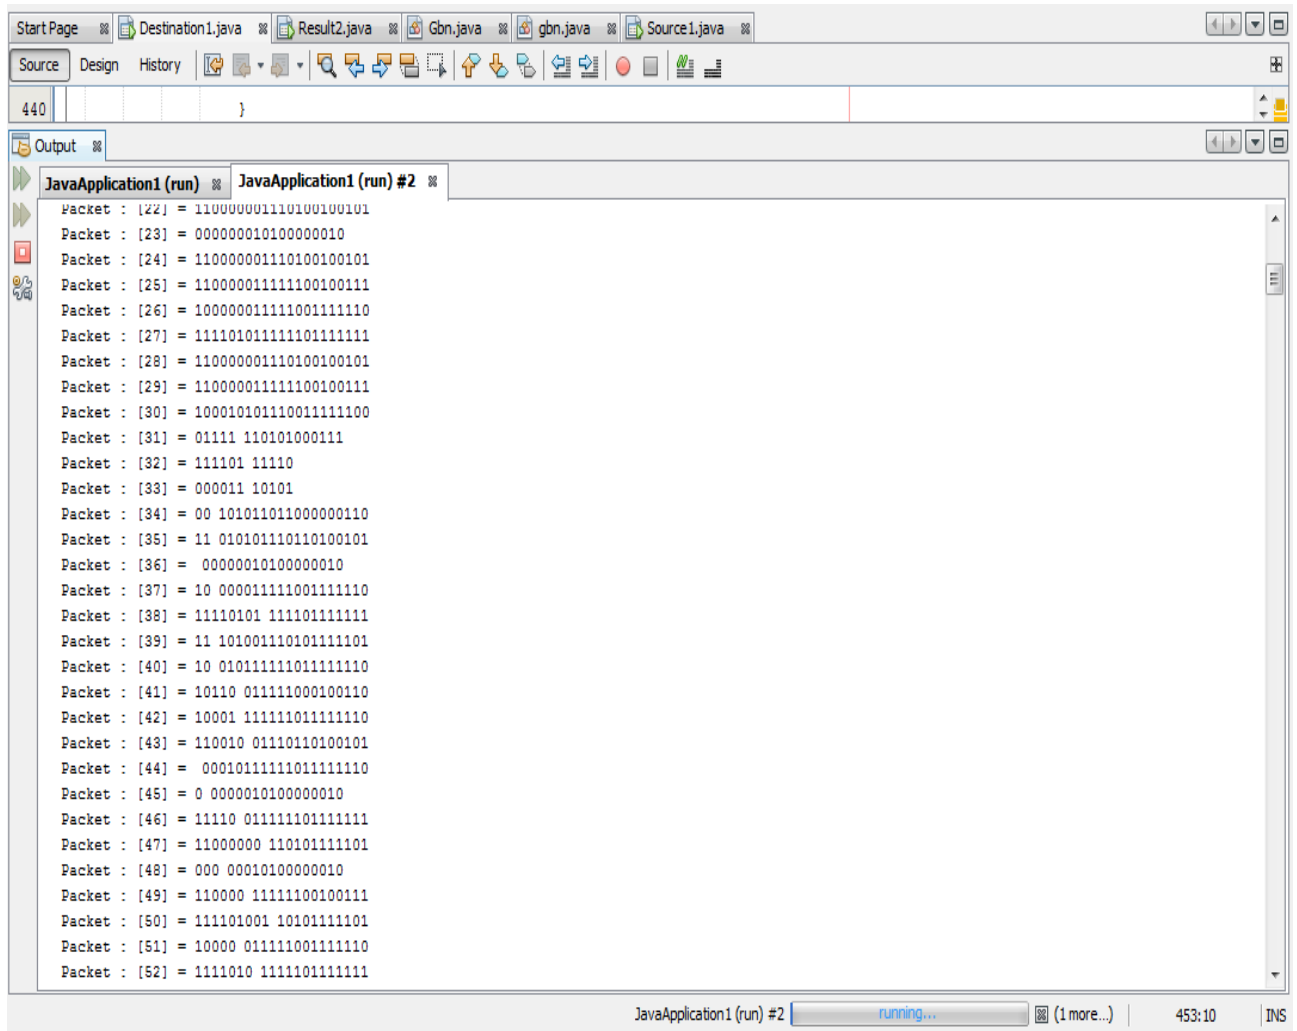 Start Page Destination1.java Result2.java Gbn.java gbn.java Source1.java
Source Design History
440 }
Output
JavaApplication1 (run) JavaApplication1 (run) #2
Packet : [22] = 110000001110100100101
Packet : [23] = 000000010100000010
Packet : [24] = 110000001110100100101
Packet : [25] = 110000011111100100111
Packet : [26] = 100000011111001111110
Packet : [27] = 111101011111101111111
Packet : [28] = 110000001110100100101
Packet : [29] = 110000011111100100111
Packet : [30] = 100010101110011111100
Packet : [31] = 01111 110101000111
Packet : [32] = 111101 11110
Packet : [33] = 000011 10101
Packet : [34] = 00 101011011000000110
Packet : [35] = 11 010101110110100101
Packet : [36] =  00000010100000010
Packet : [37] = 10 000011111001111110
Packet : [38] = 11110101 111101111111
Packet : [39] = 11 101001110101111101
Packet : [40] = 10 010111111011111110
Packet : [41] = 10110 011111000100110
Packet : [42] = 10001 111111011111110
Packet : [43] = 110010 01110110100101
Packet : [44] =  00010111111011111110
Packet : [45] = 0 0000010100000010
Packet : [46] = 11110 011111101111111
Packet : [47] = 11000000 110101111101
Packet : [48] = 000 00010100000010
Packet : [49] = 110000 11111100100111
Packet : [50] = 111101001 10101111101
Packet : [51] = 10000 011111001111110
Packet : [52] = 1111010 1111101111111
JavaApplication1 (run) #2 running... (1 more...) 453:10 INS